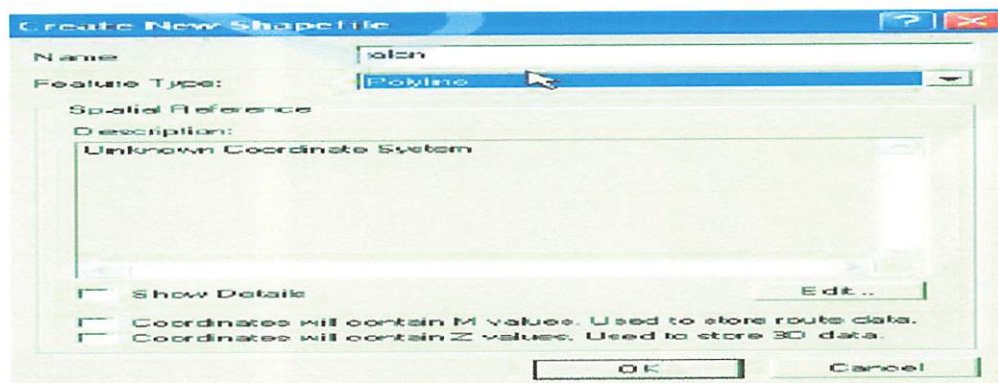 Create New Shapefile
Name
jalan
Feature Type:
Polyline
Spatial Reference
Description:
Unknown Coordinate System
Show Details
Edit...
Coordinates will contain M values. Used to store route data.
Coordinates will contain Z values. Used to store 3D data.
OK
Cancel